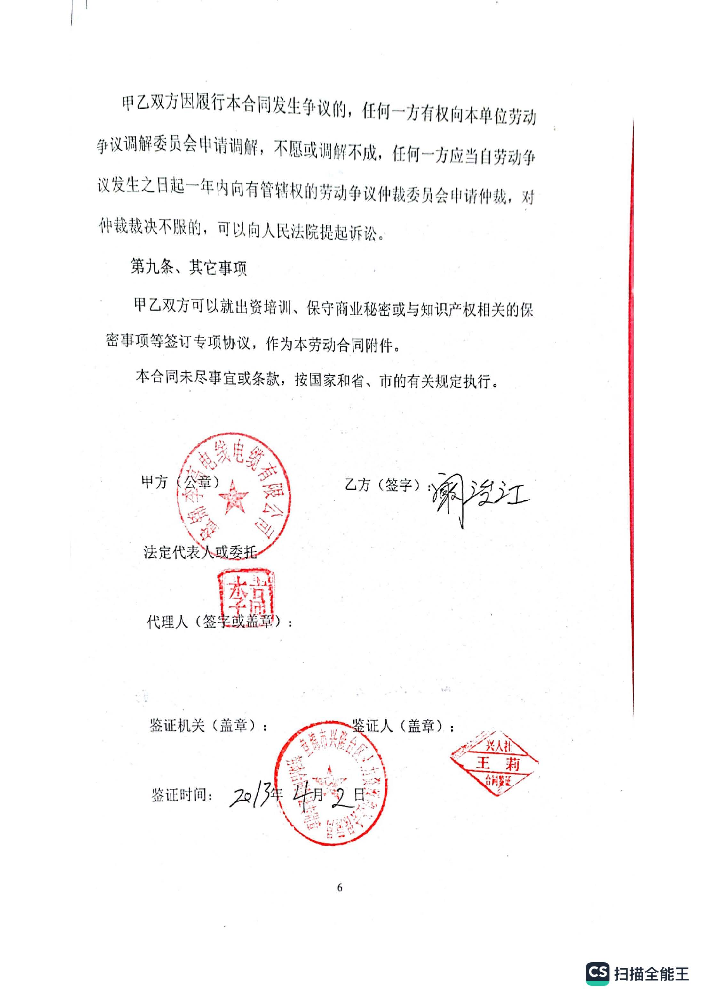 甲乙双方因履行本合同发生争议的，任何一方有权向本单位劳动
争议调解委员会申请调解，不愿或调解不成，任何一方应当自劳动争
议发生之日起一年内向有管辖权的劳动争议仲裁委员会申请仲裁，对
仲裁裁决不服的，可以向人民法院提起诉讼。
第九条、其它事项
甲乙双方可以就出资培训、保守商业秘密或与知识产权相关的保
密事项等签订专项协议，作为本劳动合同附件。
本合同未尽事宜或条款，按国家和省、市的有关规定执行。
电线电缆有限公司
甲方（公章）
乙方（签字）：江
法定代表人或委托
李
代理人（签字或盖章）：
鉴证机关（盖章）：
鉴证人（盖章）：
市兴隆台区
兴人社
王莉
合同鉴证
鉴证时间：2013年4月2日
6
CS 扫描全能王